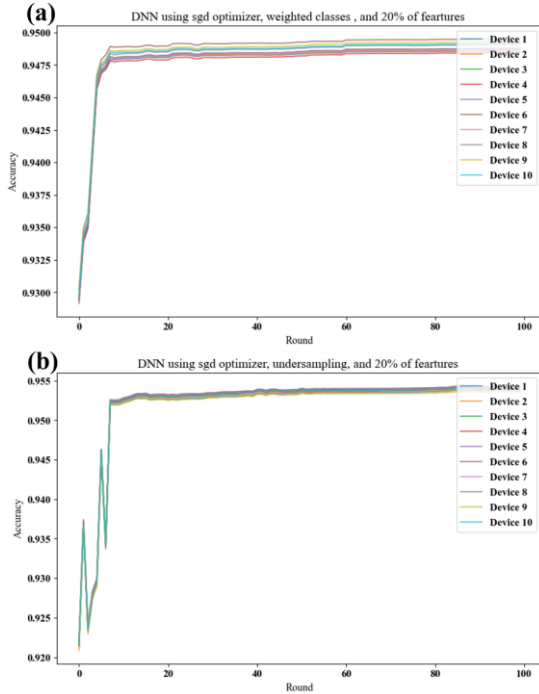 (a)
DNN using sgd optimizer, weighted classes , and 20% of feartures
0.9500
0.9475
0.9450
0.9425
0.9400
0.9375
0.9350
0.9325
0.9300
Accuracy
Device 1
Device 2
Device 3
Device 4
Device 5
Device 6
Device 7
Device 8
Device 9
Device 10
0 20 40 60 80 100
Round
(b)
DNN using sgd optimizer, undersampling, and 20% of feartures
0.955
0.950
0.945
0.940
0.935
0.930
0.925
0.920
Accuracy
Device 1
Device 2
Device 3
Device 4
Device 5
Device 6
Device 7
Device 8
Device 9
Device 10
0 20 40 60 80 100
Round